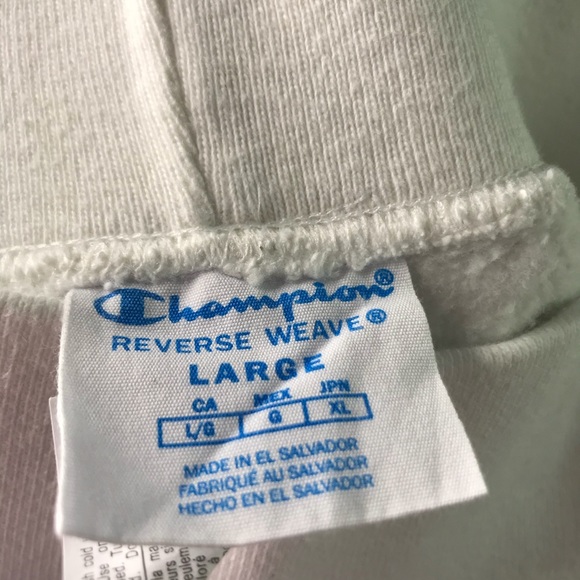 Champion®
REVERSE WEAVE®
LARGE
CA MEX JPN
L/G G XL
MADE IN EL SALVADOR
FABRIQUÉ AU SALVADOR
HECHO EN EL SALVADOR